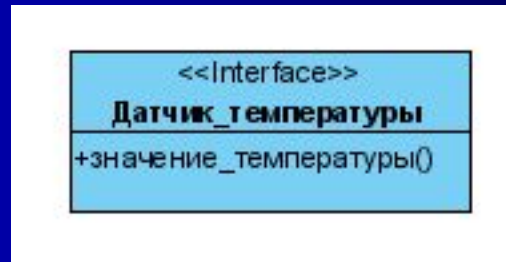 <<Interface>>
Датчик_температуры
+значение_температуры()